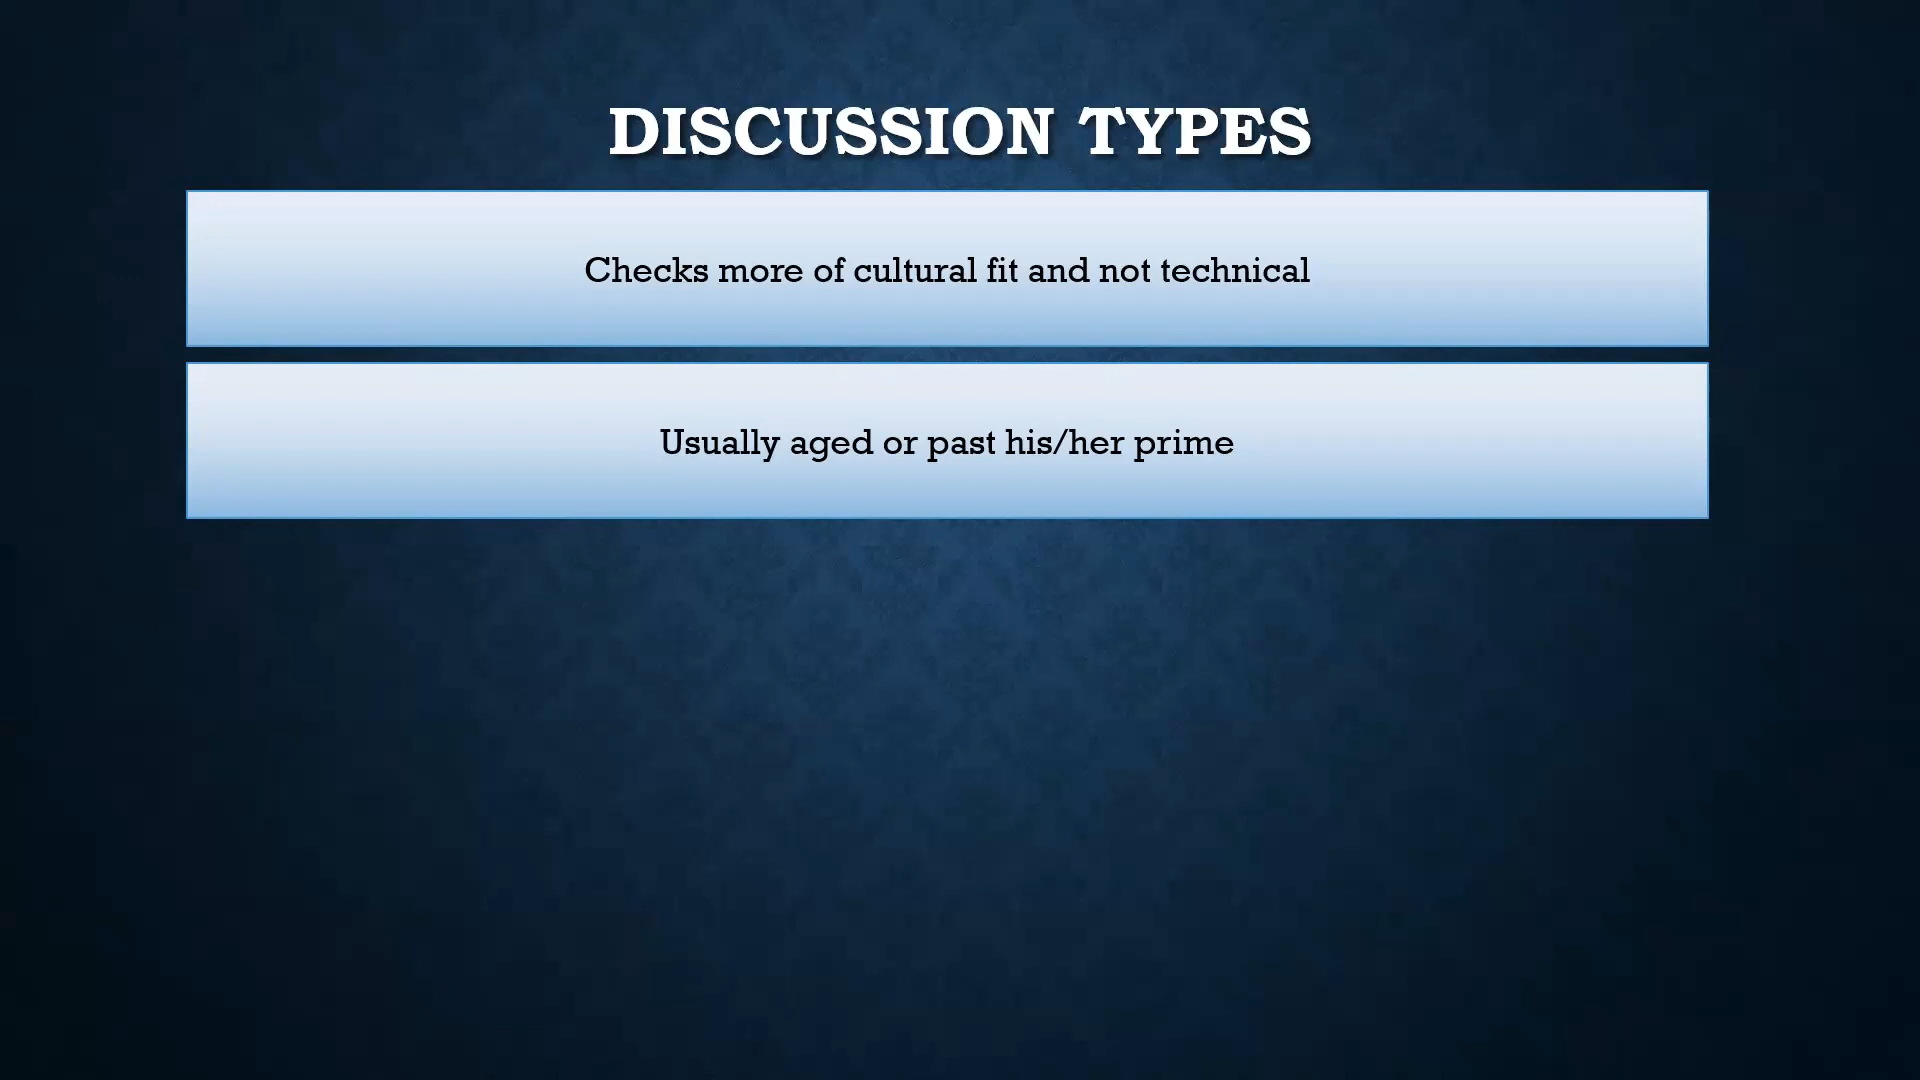 DISCUSSION TYPES
Checks more of cultural fit and not technical
Usually aged or past his/her prime